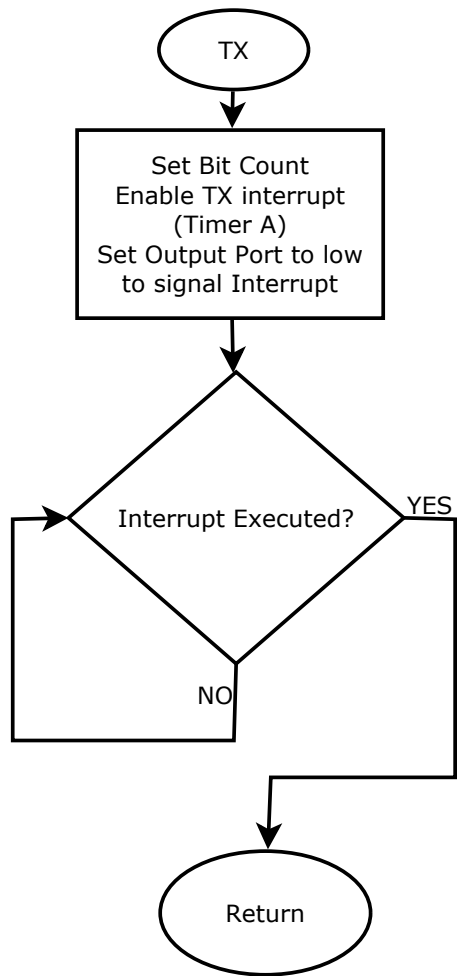 TX
Set Bit Count
Enable TX interrupt
(Timer A)
Set Output Port to low
to signal Interrupt
Interrupt Executed?
YES
NO
Return